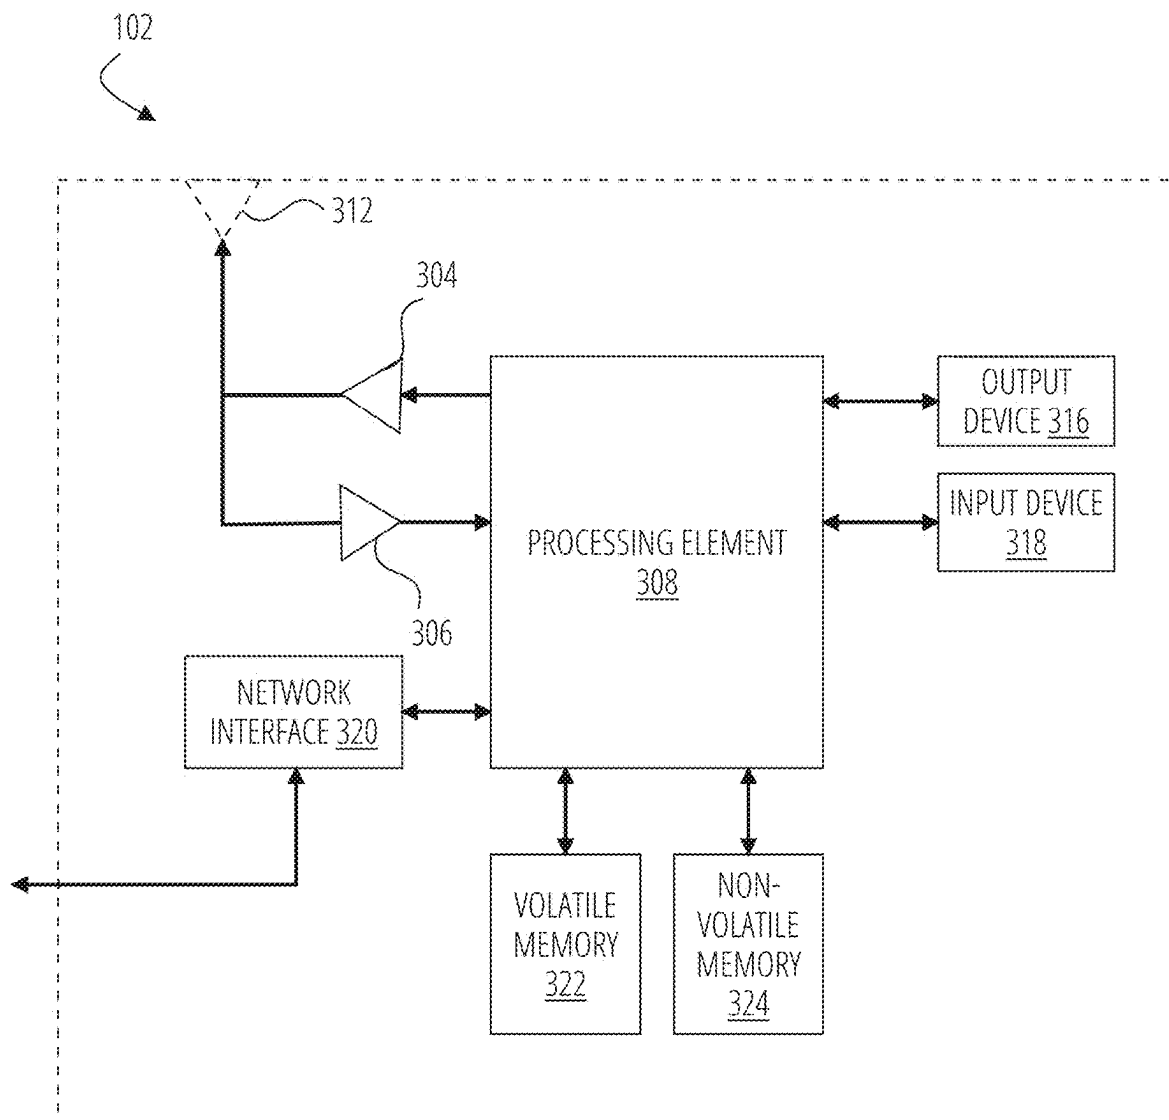 102
312
304
OUTPUT
DEVICE 316
INPUT DEVICE
318
PROCESSING ELEMENT
308
306
NETWORK
INTERFACE 320
VOLATILE
MEMORY
322
NON-
VOLATILE
MEMORY
324